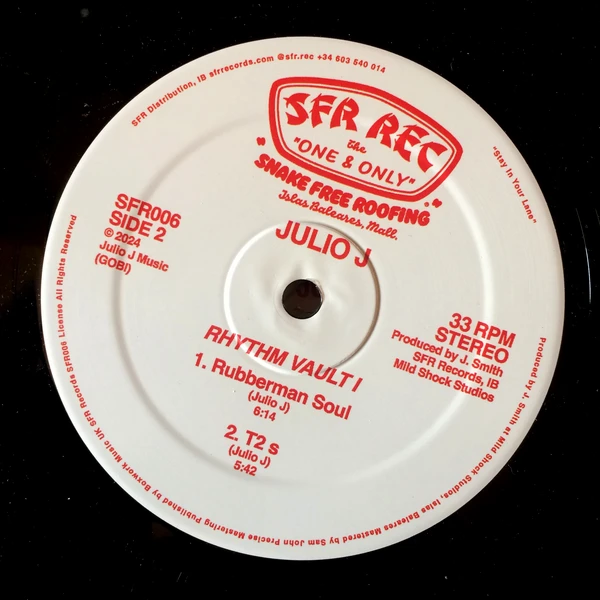 SFR Distribution, IB sfrrecords.com @sfr.rec +34 603 540 014
SFR REC
the
"ONE & ONLY"
"SNAKE FREE ROOFING"
Islas Baleares, Mall.
"Stay In Your Lane"
SFR006
SIDE 2
© 2024
Julio J Music
(GOBI)
JULIO J
33 RPM
STEREO
Produced by J. Smith
SFR Records, IB
Mild Shock Studios
RHYTHM VAULT I
1. Rubberman Soul
(Julio J)
6:14
2. T2 s
(Julio J)
5:42
Produced by J. Smith at Mild Shock Studios, Islas Baleares Mastered by Sam John Precise Mastering Published by Boxwork Music UK SFR Records SFR006 License All Rights Reserved